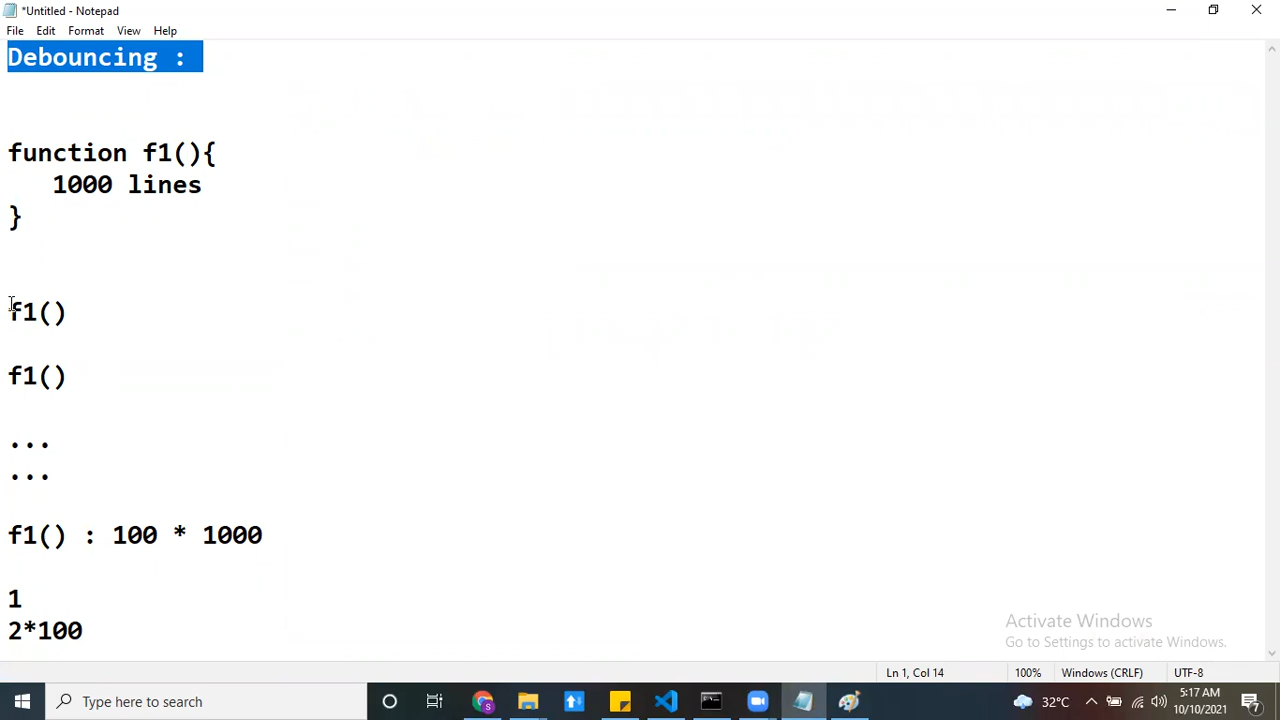 *Untitled - Notepad
File Edit Format View Help
Debouncing :
function f1(){
1000 lines
}
f1()
f1()
...
...
f1() : 100 * 1000
1
2*100
Activate Windows
Go to Settings to activate Windows.
Ln 1, Col 14 100% Windows (CRLF) UTF-8
Type here to search
S
32°C
5:17 AM
10/10/2021
7